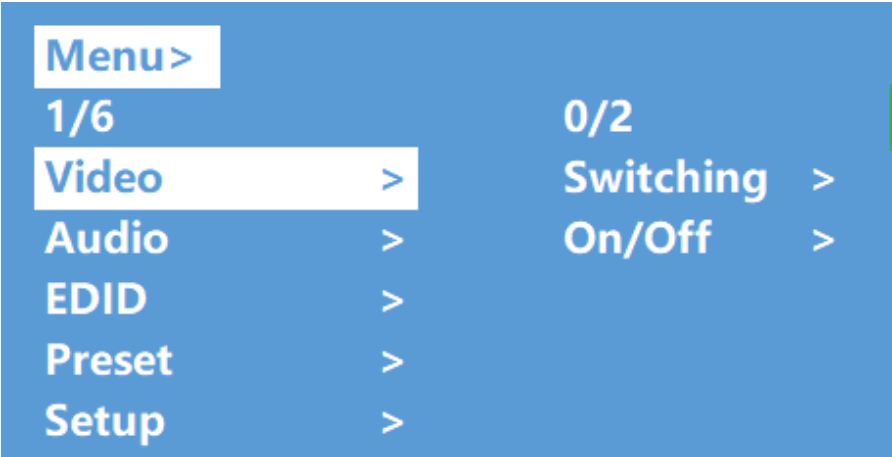 Menu>
1/6 0/2
Video > Switching >
Audio > On/Off >
EDID >
Preset >
Setup >